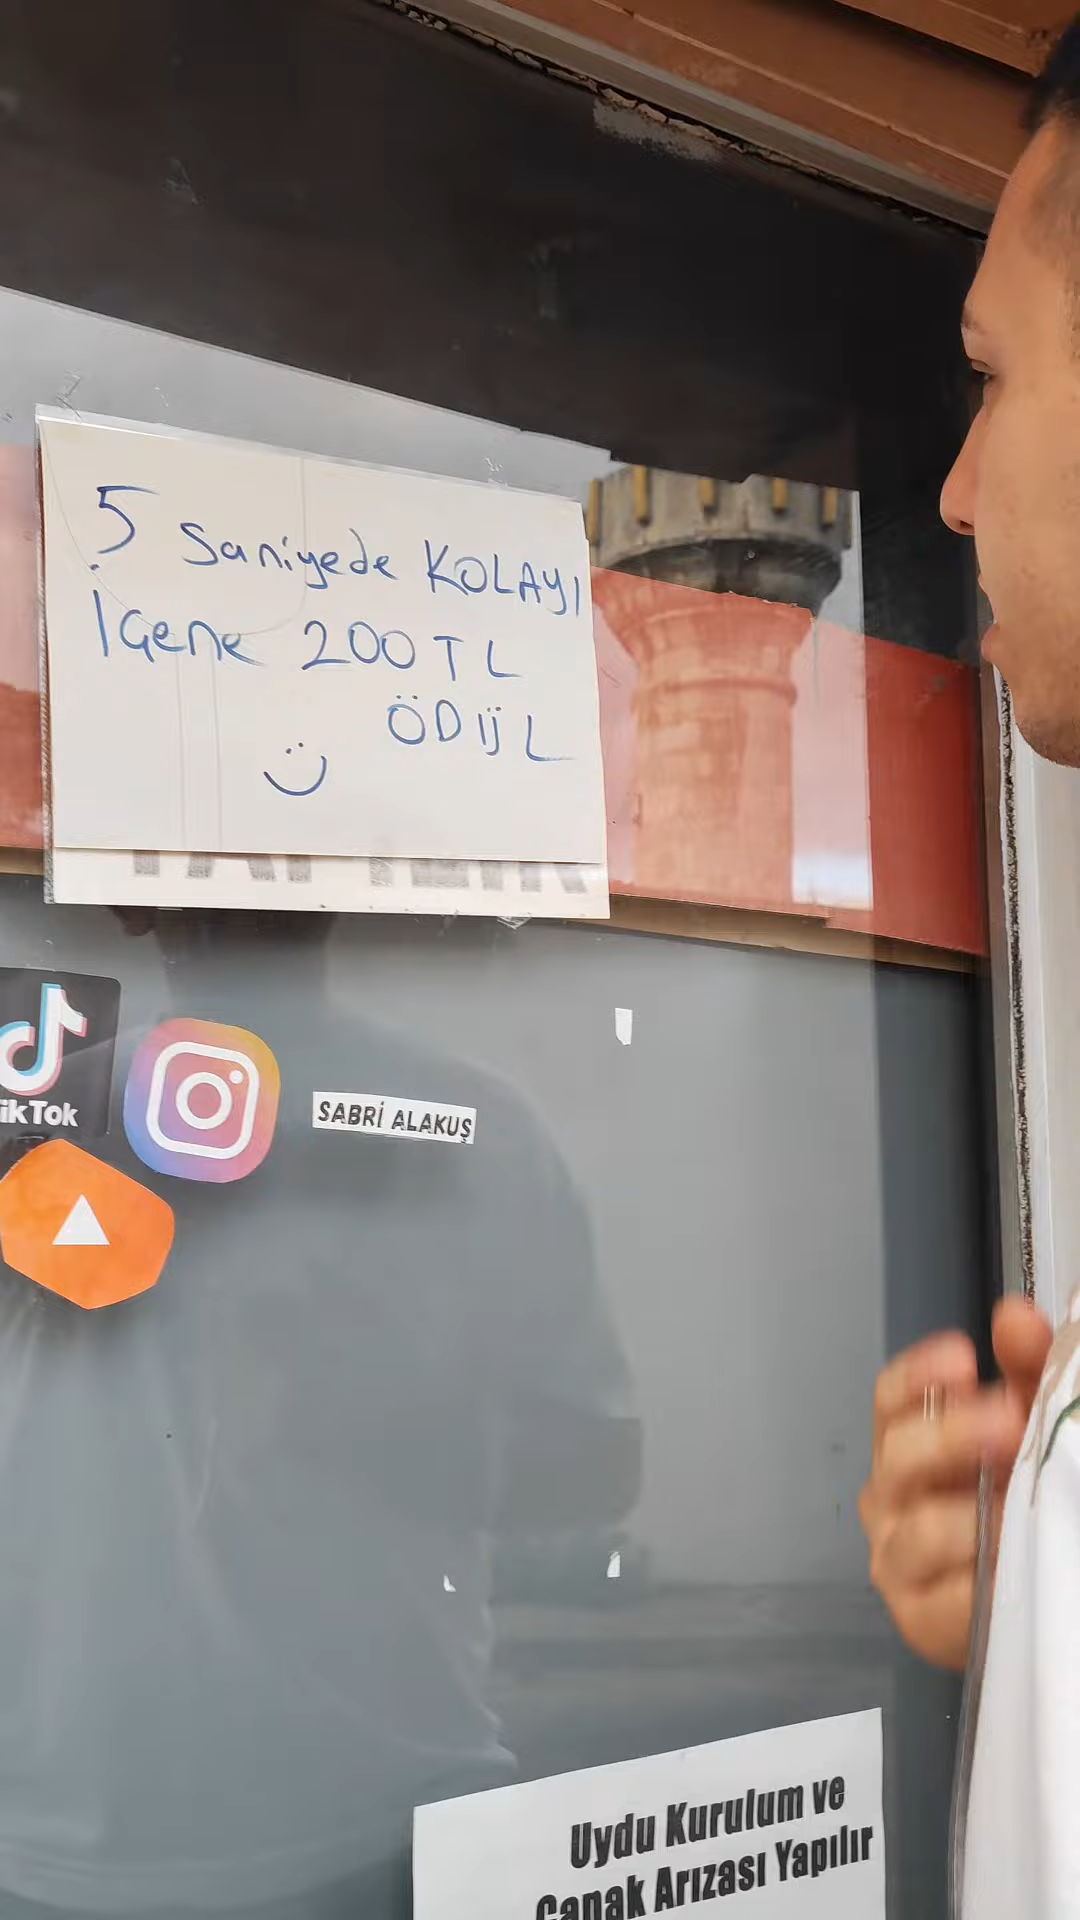 5 Saniyede KOLAYI
İÇENE 200 TL
ÖDÜL
TikTok
SABRİ ALAKUŞ
Uydu Kurulum ve
Çanak Arızası Yapılır